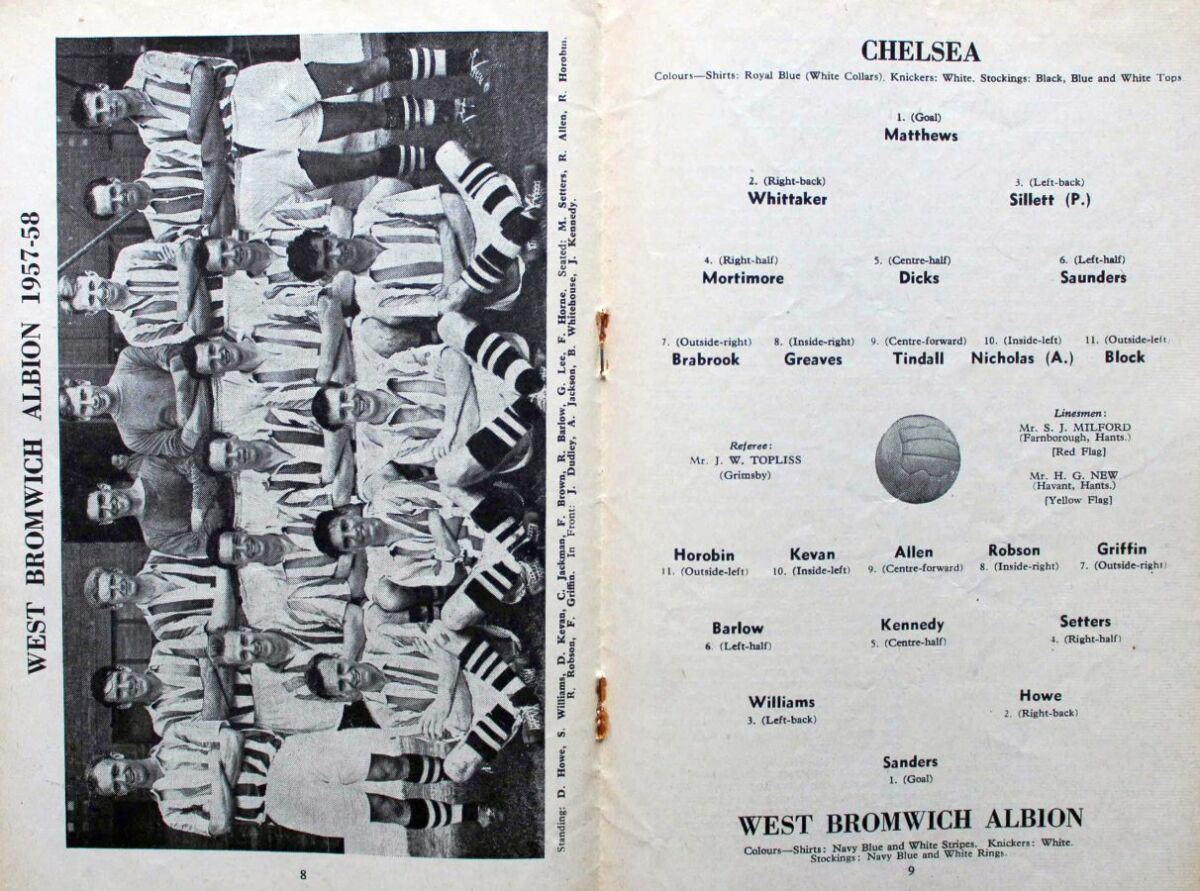 WEST BROMWICH ALBION 1957-58
Standing: D. Howe, S. Williams, D. Kevan, C. Jackman, F. Brown, R. Barlow, G. Lee, F. Horne. Seated: M. Setters, R. Allen, R. Horobin.
R. Robson, F. Griffin. In Front: J. Dudley, A. Jackson, B. Whitehouse, J. Kennedy.
8
CHELSEA
Colours—Shirts: Royal Blue (White Collars). Knickers: White. Stockings: Black, Blue and White Tops
1. (Goal)
Matthews
2. (Right-back) 3. (Left-back)
Whittaker Sillett (P.)
4. (Right-half) 5. (Centre-half) 6. (Left-half)
Mortimore Dicks Saunders
7. (Outside-right) 8. (Inside-right) 9. (Centre-forward) 10. (Inside-left) 11. (Outside-left)
Brabrook Greaves Tindall Nicholas (A.) Block
Referee:
Mr. J. W. TOPLISS
(Grimsby)
Linesmen:
Mr. S. J. MILFORD
(Farnborough, Hants.)
[Red Flag]
Mr. H. G. NEW
(Havant, Hants.)
[Yellow Flag]
Horobin Kevan Allen Robson Griffin
11. (Outside-left) 10. (Inside-left) 9. (Centre-forward) 8. (Inside-right) 7. (Outside-right)
Barlow Kennedy Setters
6. (Left-half) 5. (Centre-half) 4. (Right-half)
Williams Howe
3. (Left-back) 2. (Right-back)
Sanders
1. (Goal)
WEST BROMWICH ALBION
Colours—Shirts: Navy Blue and White Stripes. Knickers: White.
Stockings: Navy Blue and White Rings.
9